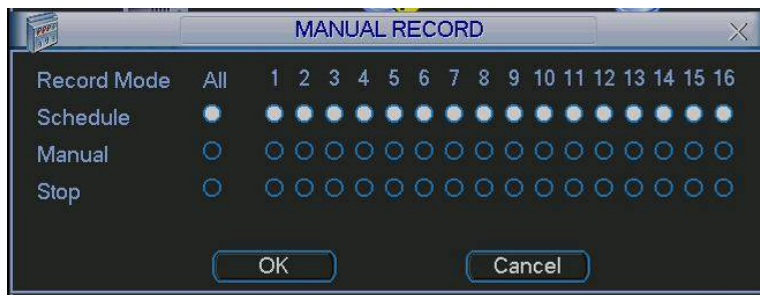 MANUAL RECORD
Record Mode All 1 2 3 4 5 6 7 8 9 10 11 12 13 14 15 16
Schedule
Manual
Stop
OK Cancel